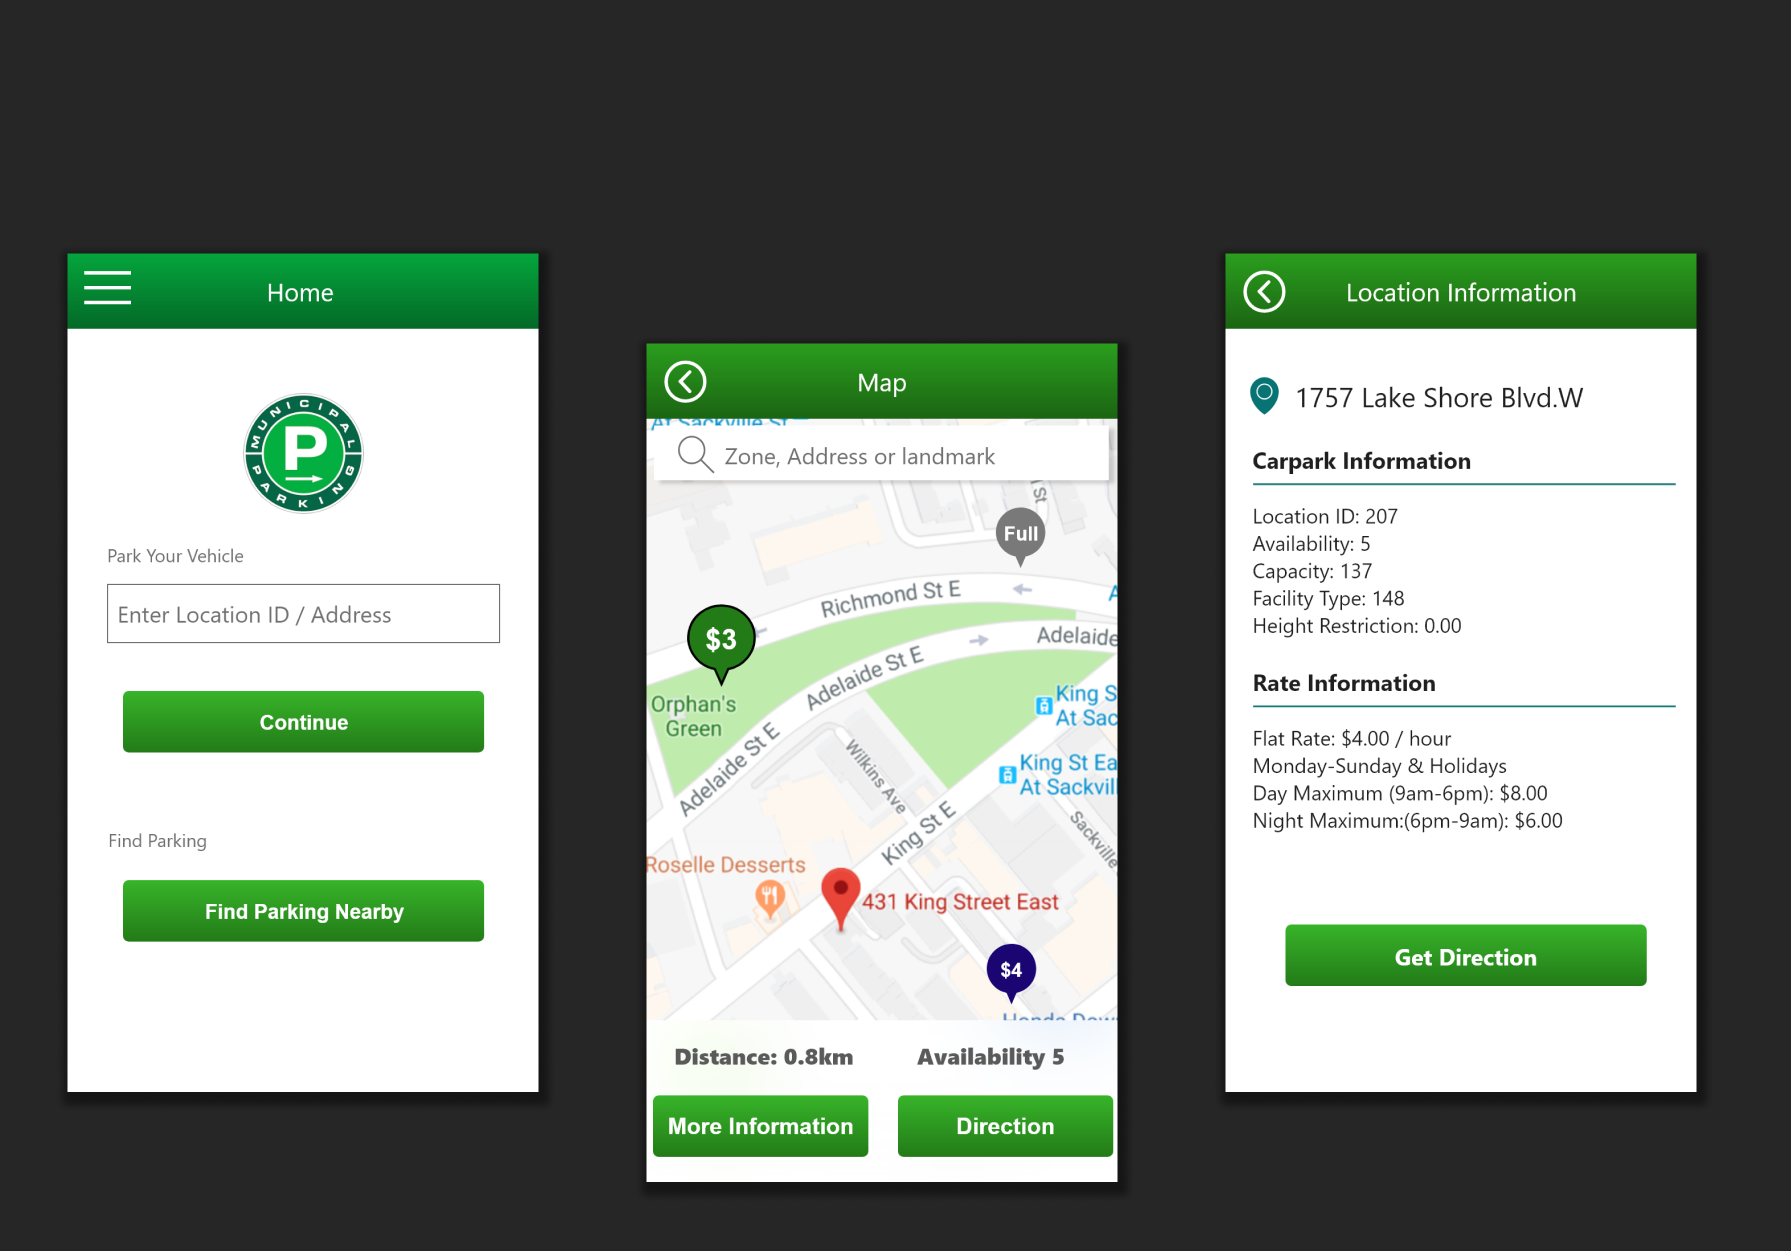 Home
MUNICIPAL
P
PARKING
Park Your Vehicle
Enter Location ID / Address
Continue
Find Parking
Find Parking Nearby
Map
At Sackville St
Zone, Address or landmark
St
Full
Richmond St E
$3
Adelaide
Adelaide St E
Orphan's
Green
King S
At Sac
Adelaide St E
Wilkins Ave
King St Ea
At Sackvil
King St E
Sackville
Roselle Desserts
431 King Street East
$4
Distance: 0.8km
Availability 5
More Information
Direction
Location Information
1757 Lake Shore Blvd.W
Carpark Information
Location ID: 207
Availability: 5
Capacity: 137
Facility Type: 148
Height Restriction: 0.00
Rate Information
Flat Rate: $4.00 / hour
Monday-Sunday & Holidays
Day Maximum (9am-6pm): $8.00
Night Maximum:(6pm-9am): $6.00
Get Direction